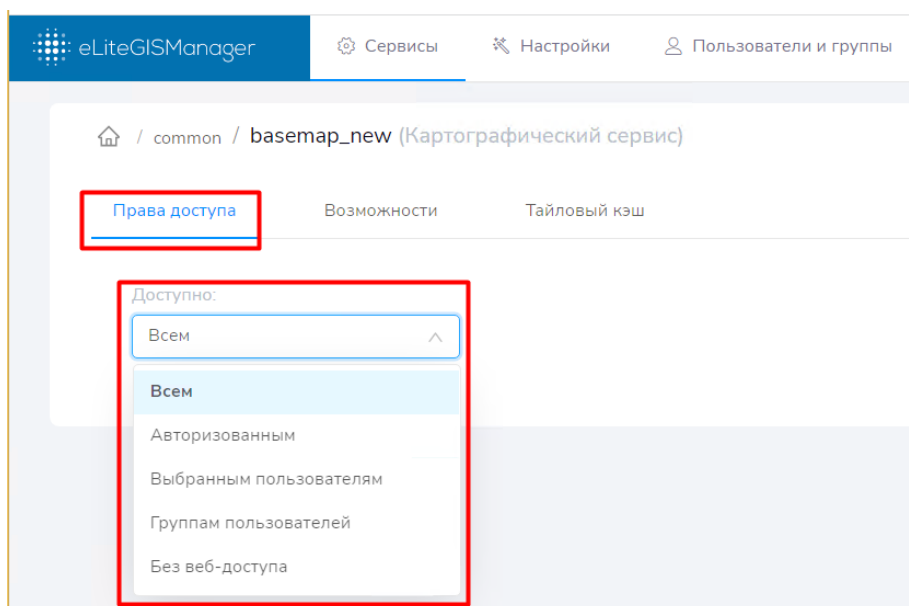 eLiteGISManager Сервисы Настройки Пользователи и группы
/ common / basemap_new (Картографический сервис)
Права доступа Возможности Тайловый кэш
Доступно:
Всем
Всем
Авторизованным
Выбранным пользователям
Группам пользователей
Без веб-доступа